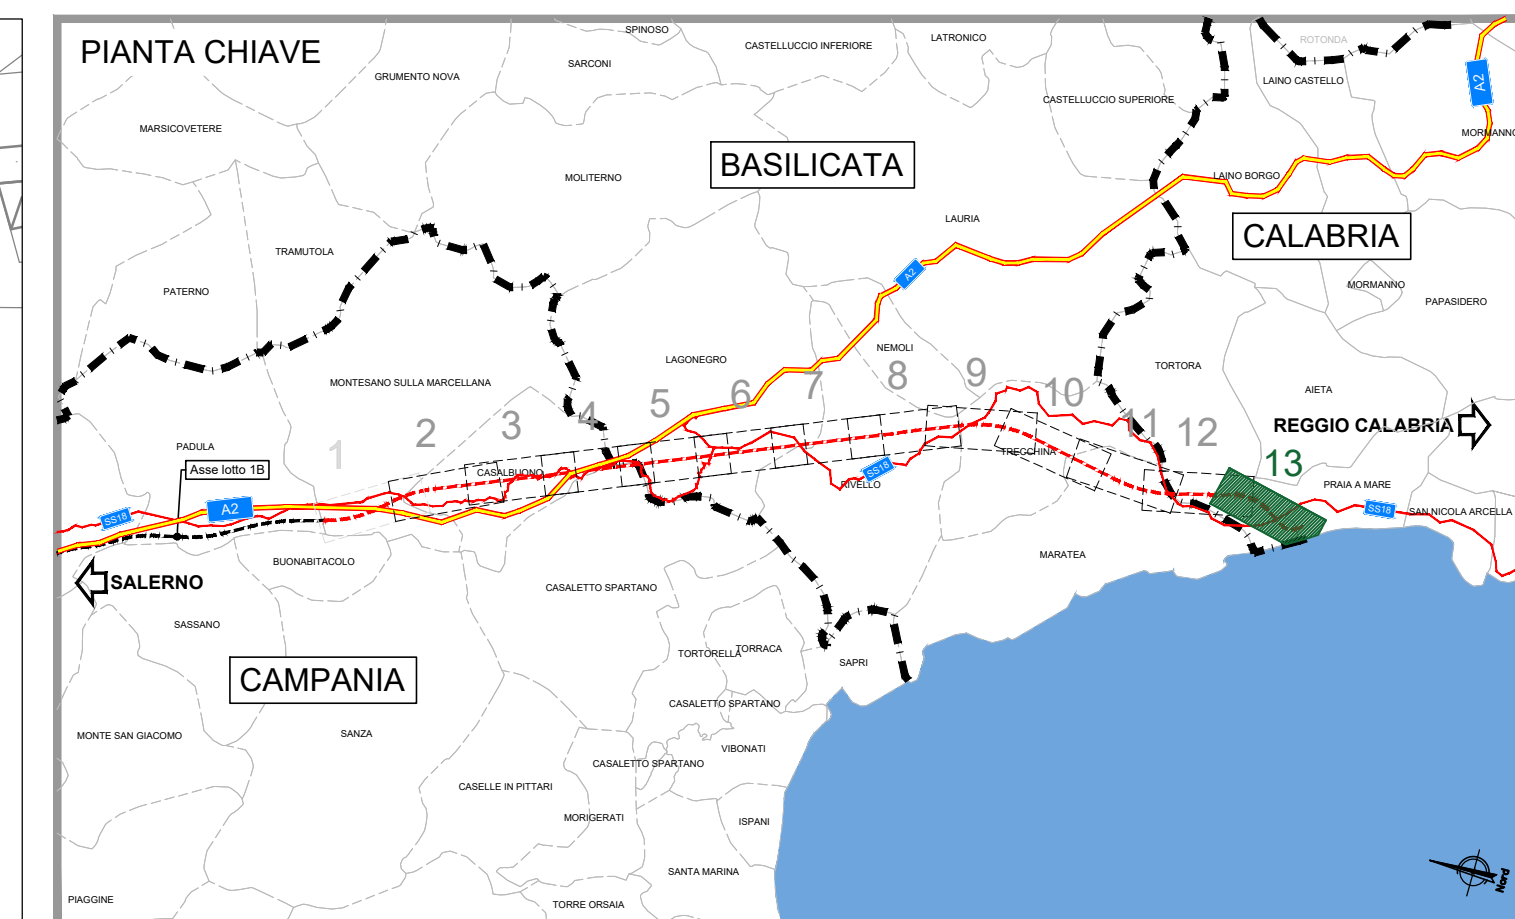 PIANTA CHIAVE
SPINOSO
LATRONICO
ROTONDA
CASTELLUCCIO INFERIORE
SARCONI
GRUMENTO NOVA
LAINO CASTELLO
A2
CASTELLUCCIO SUPERIORE
MARSICOVETERE
MORMANNO
BASILICATA
MOLITERNO
LAINO BORGO
LAURIA
CALABRIA
TRAMUTOLA
A2
PATERNO
MORMANNO
PAPASIDERO
NEMOLI
LAGONEGRO
TORTORA
MONTESANO SULLA MARCELLANA
AIETA
1
2
3
4
5
6
7
8
9
10
11
12
13
REGGIO CALABRIA
PADULA
Asse lotto 1B
CASALBUONO
TRECCHINA
SS18
RIVELLO
PRAIA A MARE
A2
SS18
SS18
SAN NICOLA ARCELLA
BUONABITACOLO
MARATEA
SALERNO
CASALETTO SPARTANO
SASSANO
TORTORELLA
TORRACA
SAPRI
CAMPANIA
CASALETTO SPARTANO
MONTE SAN GIACOMO
SANZA
VIBONATI
CASALETTO SPARTANO
CASELLE IN PITTARI
MORIGERATI
ISPANI
SANTA MARINA
Nord
PIAGGINE
TORRE ORSAIA